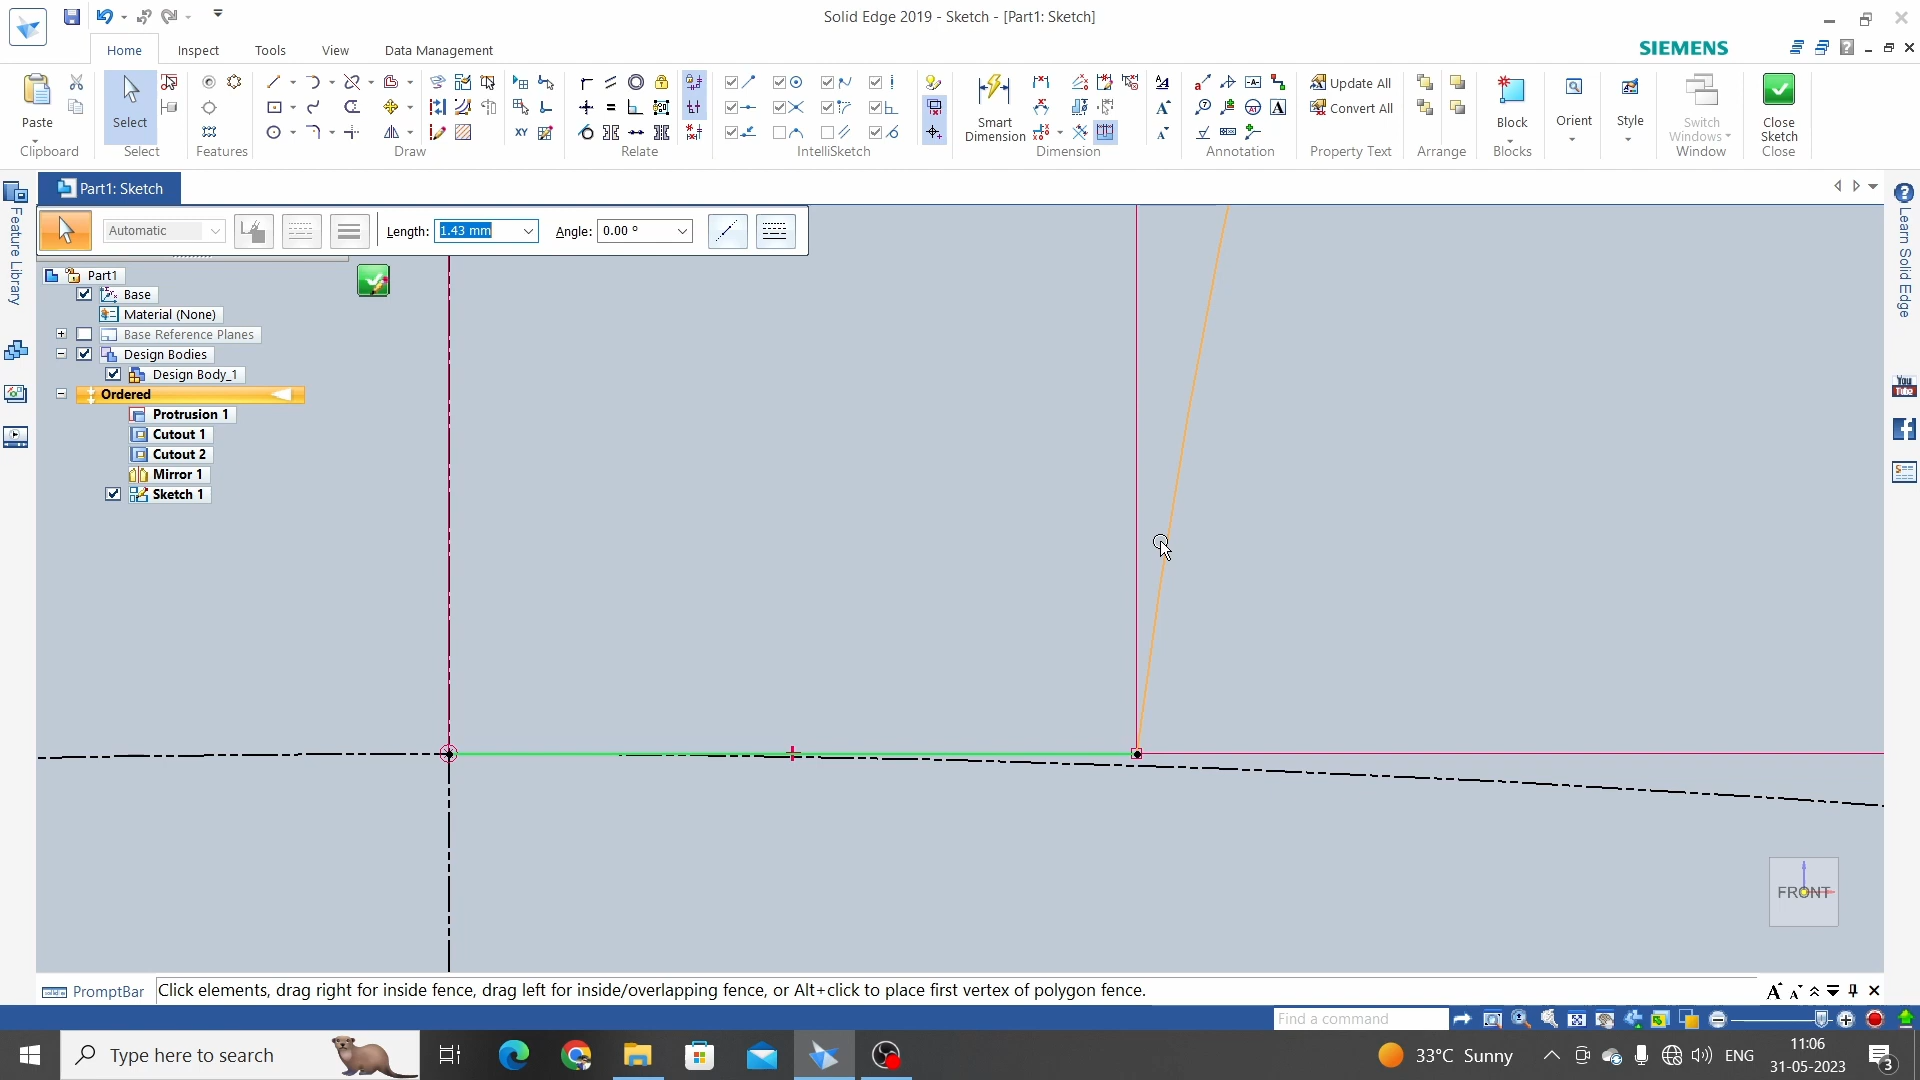 Solid Edge 2019 - Sketch - [Part1: Sketch]
Home Inspect Tools View Data Management
SIEMENS
Paste
Clipboard
Select
Select
Features
Draw
Relate
IntelliSketch
Smart Dimension
Dimension
Annotation
Update All
Convert All
Property Text
Arrange
Block
Blocks
Orient
Style
Switch Windows
Window
Close Sketch
Close
Part1: Sketch
Automatic
Length: 1.43 mm
Angle: 0.00 °
Feature Library
Learn Solid Edge
You Tube
Part1
Base
Material (None)
Base Reference Planes
Design Bodies
Design Body_1
Ordered
Protrusion 1
Cutout 1
Cutout 2
Mirror 1
Sketch 1
FRONT
PromptBar
Click elements, drag right for inside fence, drag left for inside/overlapping fence, or Alt+click to place first vertex of polygon fence.
Find a command
Type here to search
33°C Sunny
ENG
11:06
31-05-2023
3